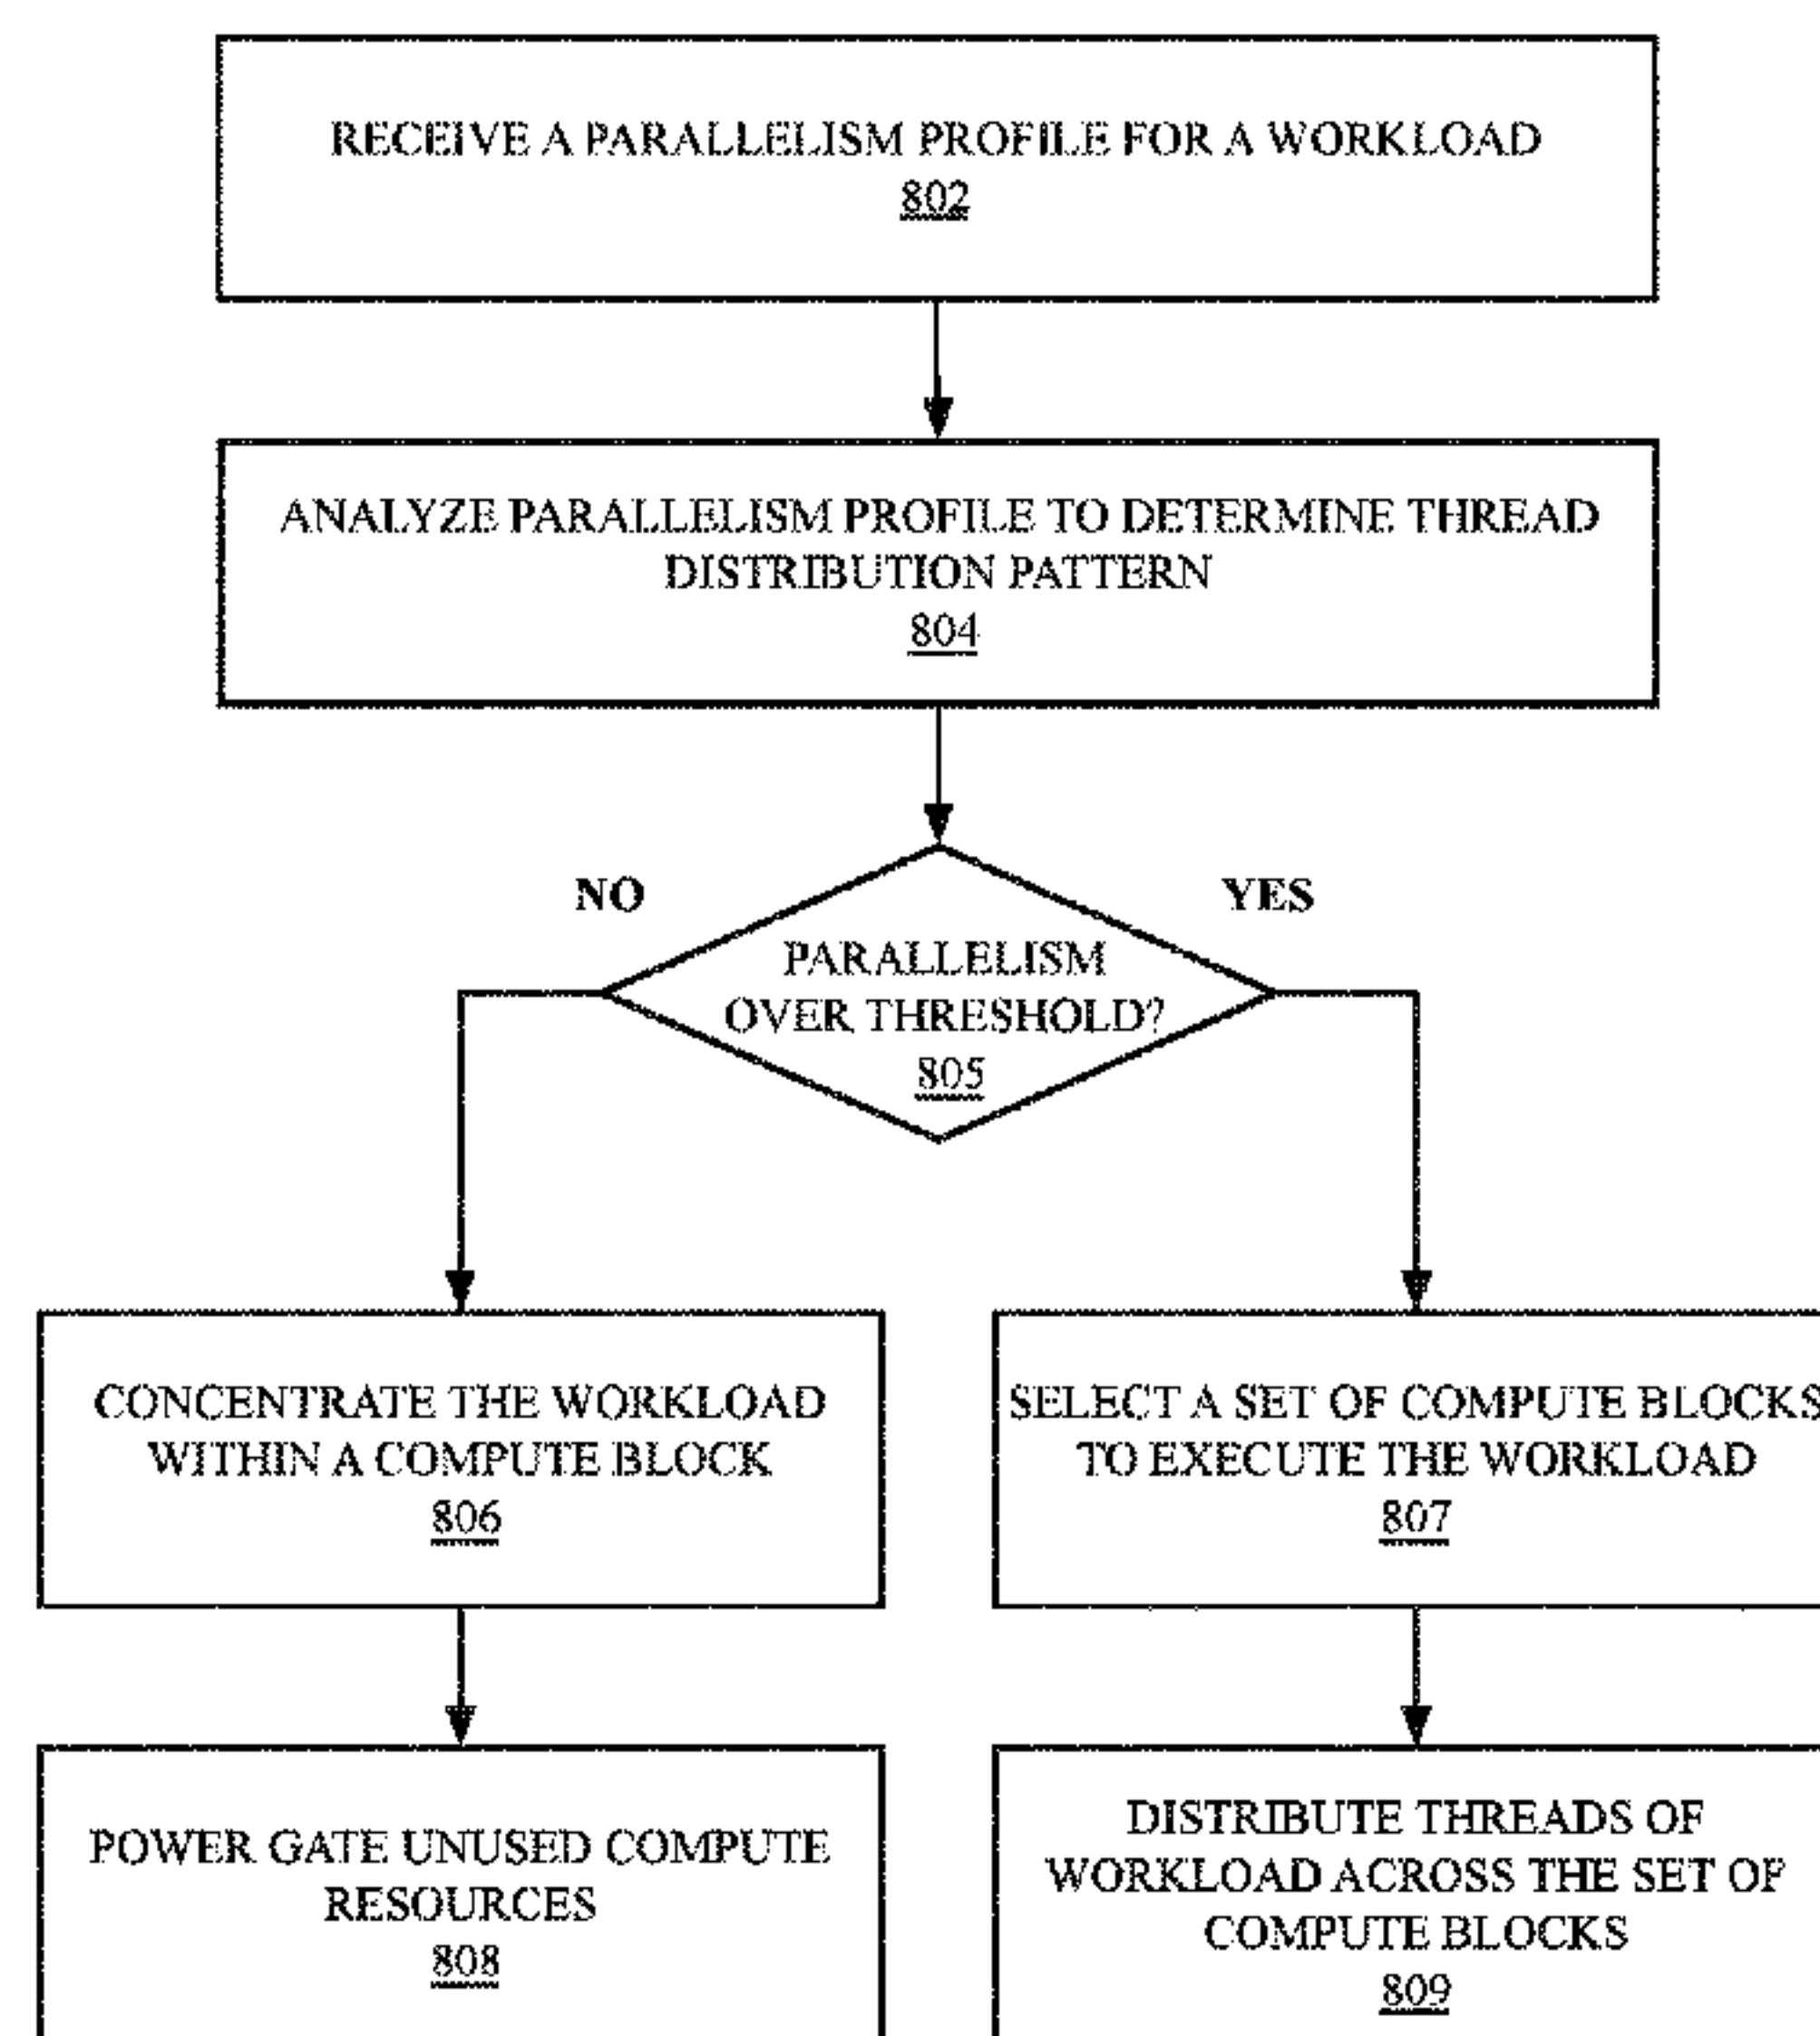 RECEIVE A PARALLELISM PROFILE FOR A WORKLOAD
802
ANALYZE PARALLELISM PROFILE TO DETERMINE THREAD
DISTRIBUTION PATTERN
804
NO
YES
PARALLELISM
OVER THRESHOLD?
805
CONCENTRATE THE WORKLOAD
WITHIN A COMPUTE BLOCK
806
SELECT A SET OF COMPUTE BLOCKS
TO EXECUTE THE WORKLOAD
807
POWER GATE UNUSED COMPUTE
RESOURCES
808
DISTRIBUTE THREADS OF
WORKLOAD ACROSS THE SET OF
COMPUTE BLOCKS
809